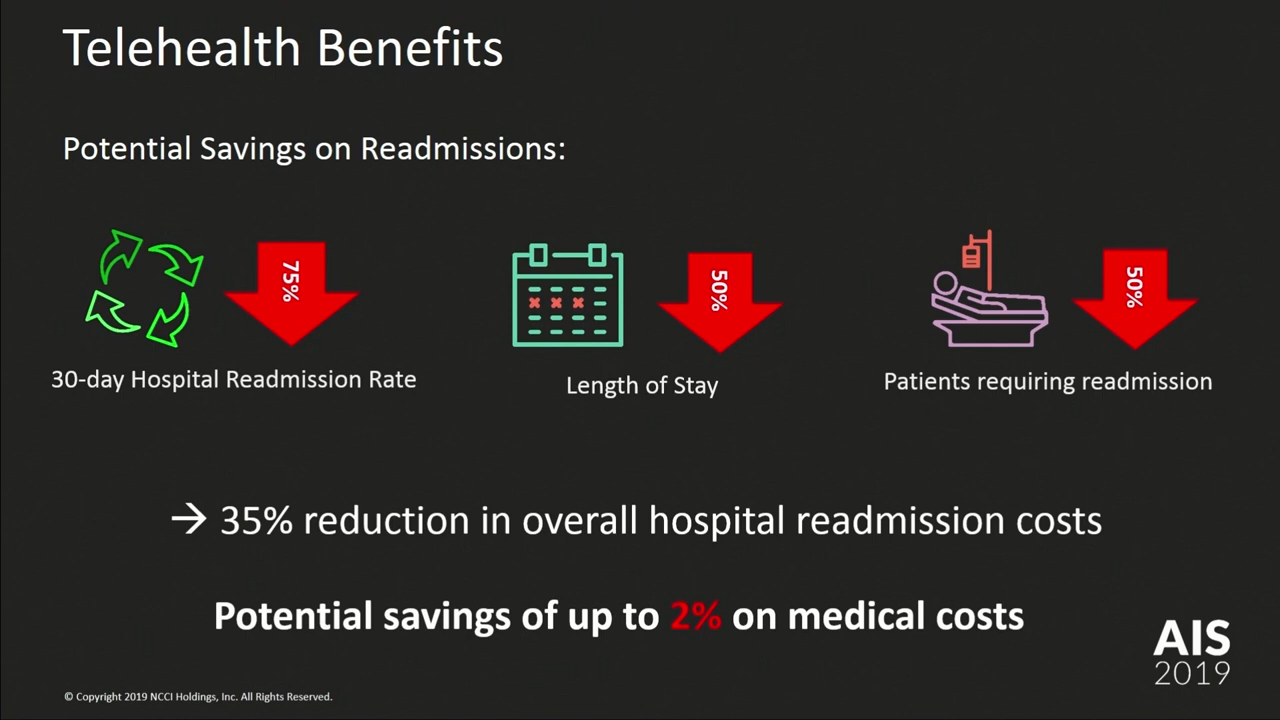 Telehealth Benefits
Potential Savings on Readmissions:
75%
50%
50%
30-day Hospital Readmission Rate
Length of Stay
Patients requiring readmission
→ 35% reduction in overall hospital readmission costs
Potential savings of up to 2% on medical costs
AIS
2019
© Copyright 2019 NCCI Holdings, Inc. All Rights Reserved.